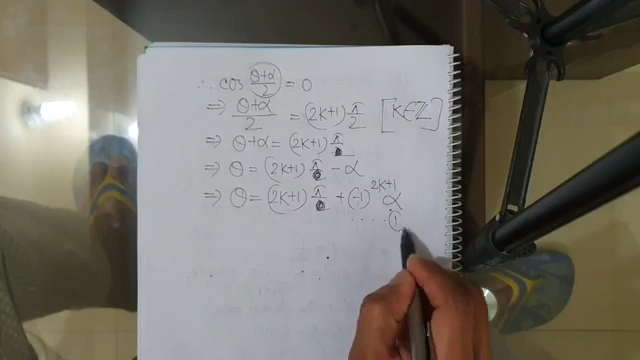 ∴ cos (θ+α)/2 = 0
⇒ (θ+α)/2 = (2K+1) π/2 [K∈Z]
⇒ θ+α = (2K+1) π
⇒ θ = (2K+1) π - α
⇒ θ = (2K+1) π + (-1)^(2K+1) α
..... (1